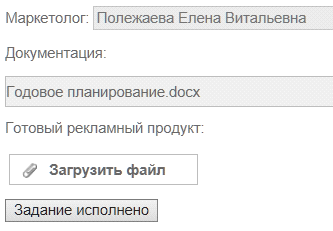 Маркетолог: Полежаева Елена Витальевна
Документация:
Годовое планирование.docx
Готовый рекламный продукт:
Загрузить файл
Задание исполнено